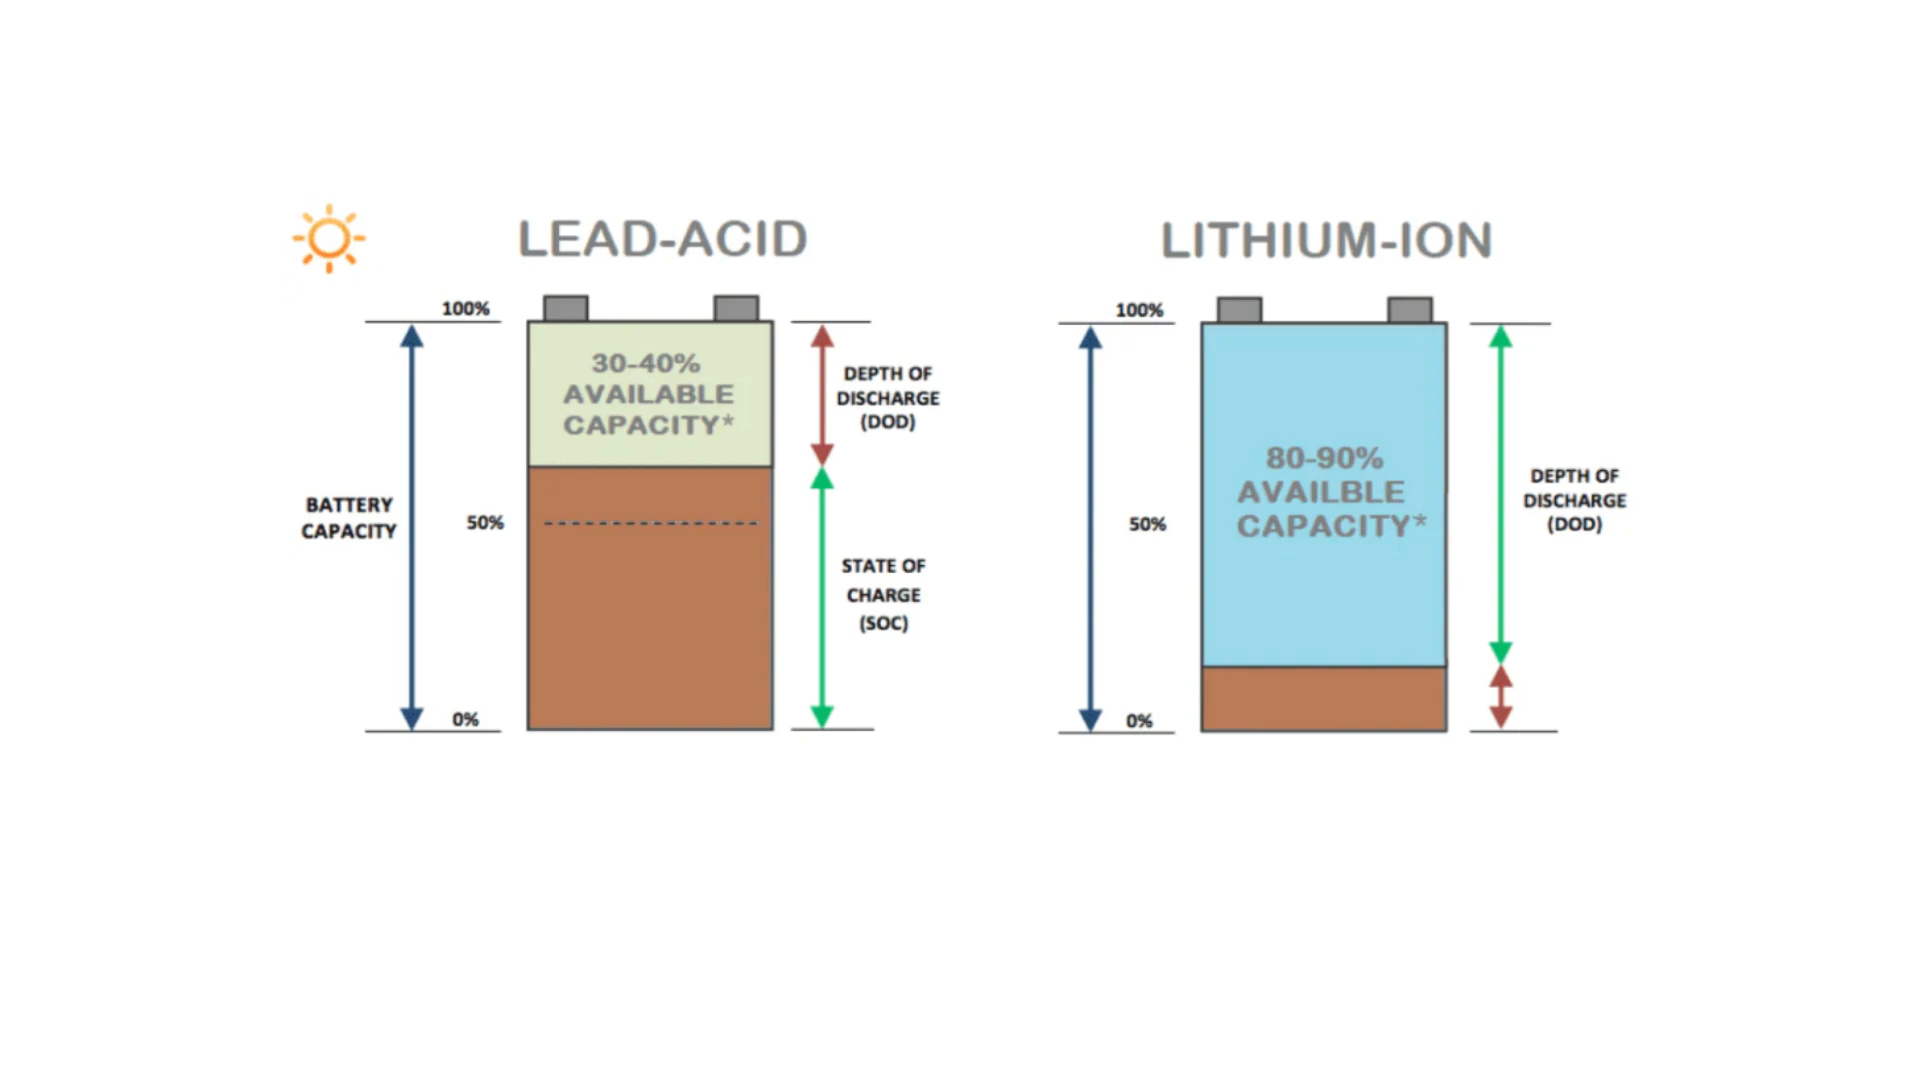 LEAD-ACID
100%
30-40%
AVAILABLE
CAPACITY*
DEPTH OF
DISCHARGE
(DOD)
BATTERY
CAPACITY
50%
STATE OF
CHARGE
(SOC)
0%
LITHIUM-ION
100%
80-90%
AVAILBLE
CAPACITY*
50%
DEPTH OF
DISCHARGE
(DOD)
0%